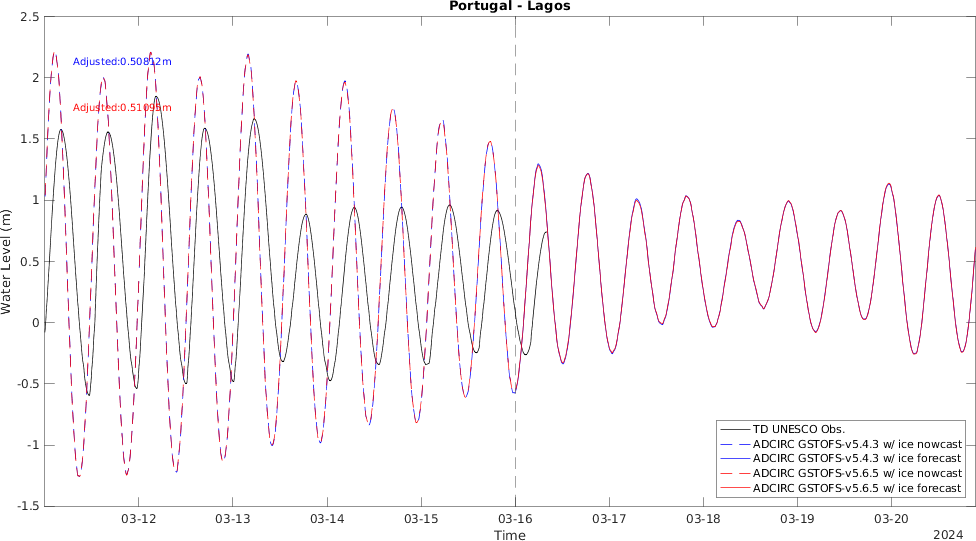 Portugal - Lagos
2.5
2
1.5
1
0.5
0
-0.5
-1
-1.5
Water Level (m)
Adjusted:0.50812m
Adjusted:0.51095m
TD UNESCO Obs.
ADCIRC GSTOFS-v5.4.3 w/ ice nowcast
ADCIRC GSTOFS-v5.4.3 w/ ice forecast
ADCIRC GSTOFS-v5.6.5 w/ ice nowcast
ADCIRC GSTOFS-v5.6.5 w/ ice forecast
03-12 03-13 03-14 03-15 03-16 03-17 03-18 03-19 03-20
Time
2024